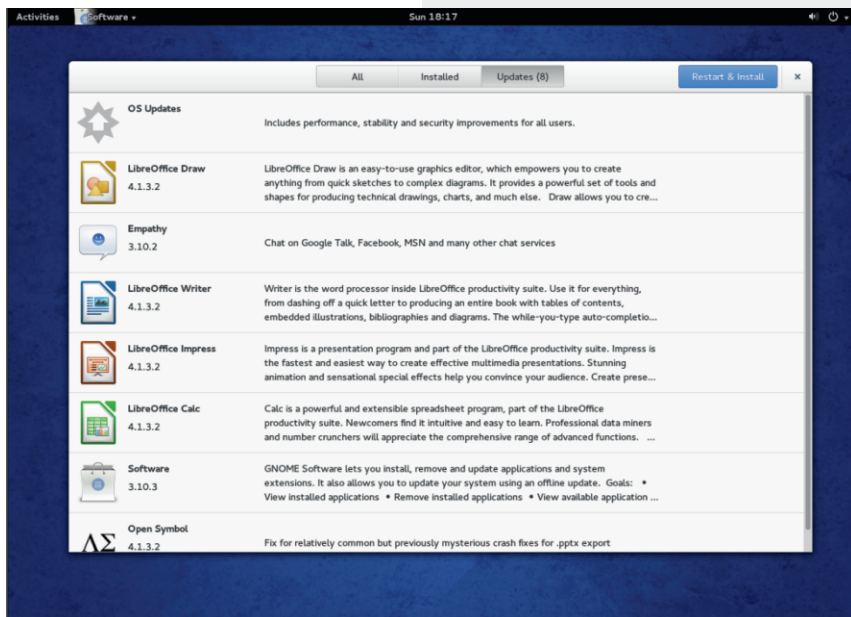 Activities Software Sun 18:17
All Installed Updates (8) Restart & Install ×
OS Updates
Includes performance, stability and security improvements for all users.
LibreOffice Draw
4.1.3.2
LibreOffice Draw is an easy-to-use graphics editor, which empowers you to create
anything from quick sketches to complex diagrams. It provides a powerful set of tools and
shapes for producing technical drawings, charts, and much else. Draw allows you to cre...
Empathy
3.10.2
Chat on Google Talk, Facebook, MSN and many other chat services
LibreOffice Writer
4.1.3.2
Writer is the word processor inside LibreOffice productivity suite. Use it for everything,
from dashing off a quick letter to producing an entire book with tables of contents,
embedded illustrations, bibliographies and diagrams. The while-you-type auto-completio...
LibreOffice Impress
4.1.3.2
Impress is a presentation program and part of the LibreOffice productivity suite. Impress is
the fastest and easiest way to create effective multimedia presentations. Stunning
animation and sensational special effects help you convince your audience. Create prese...
LibreOffice Calc
4.1.3.2
Calc is a powerful and extensible spreadsheet program, part of the LibreOffice
productivity suite. Newcomers find it intuitive and easy to learn. Professional data miners
and number crunchers will appreciate the comprehensive range of advanced functions. ...
Software
3.10.3
GNOME Software lets you install, remove and update applications and system
extensions. It also allows you to update your system using an offline update. Goals: •
View installed applications • Remove installed applications • View available application ...
ΛΣ
Open Symbol
4.1.3.2
Fix for relatively common but previously mysterious crash fixes for .pptx export